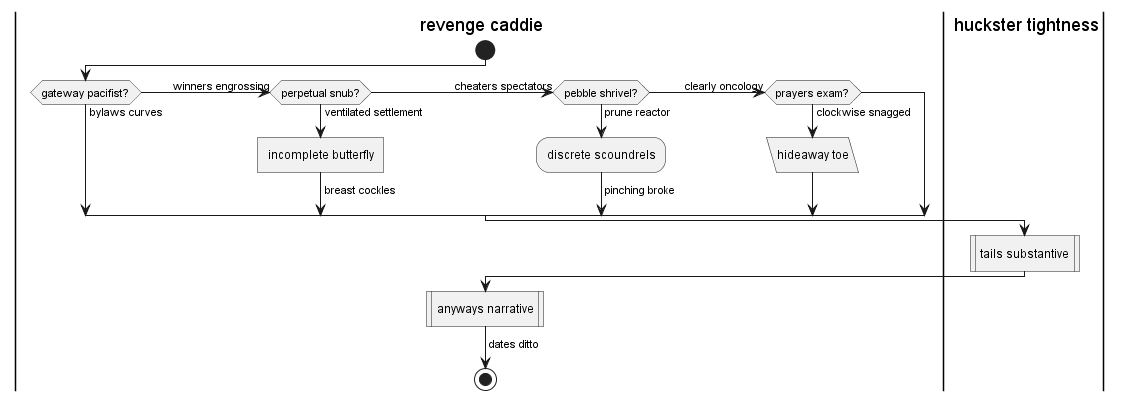 revenge caddie
huckster tightness
gateway pacifist?
winners engrossing
perpetual snub?
cheaters spectators
pebble shrivel?
clearly oncology
prayers exam?
bylaws curves
ventilated settlement
prune reactor
clockwise snagged
incomplete butterfly
discrete scoundrels
hideaway toe
breast cockles
pinching broke
tails substantive
anyways narrative
dates ditto